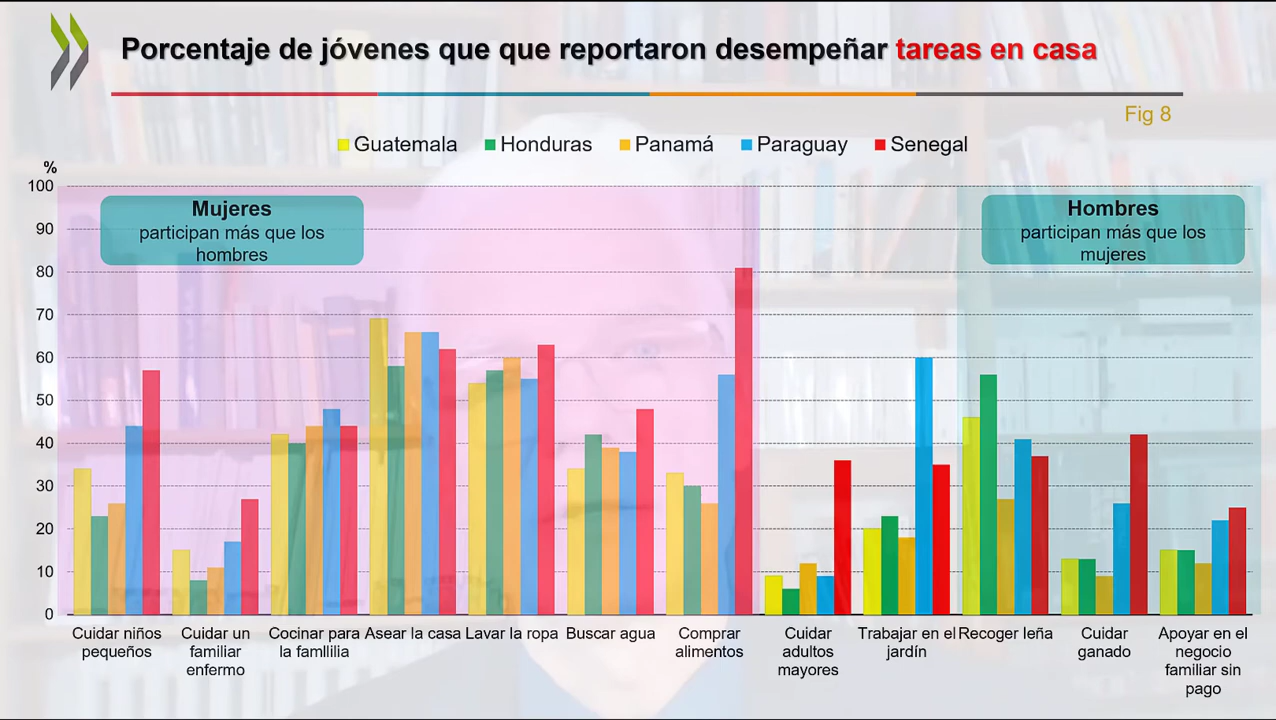 Porcentaje de jóvenes que que reportaron desempeñar tareas en casa
Fig 8
Guatemala Honduras Panamá Paraguay Senegal
%
100
90
80
70
60
50
40
30
20
10
0
Mujeres
participan más que los
hombres
Hombres
participan más que los
mujeres
Cuidar niños
pequeños
Cuidar un
familiar
enfermo
Cocinar para
la famllilia
Asear la casa
Lavar la ropa
Buscar agua
Comprar
alimentos
Cuidar
adultos
mayores
Trabajar en el
jardín
Recoger leña
Cuidar
ganado
Apoyar en el
negocio
familiar sin
pago